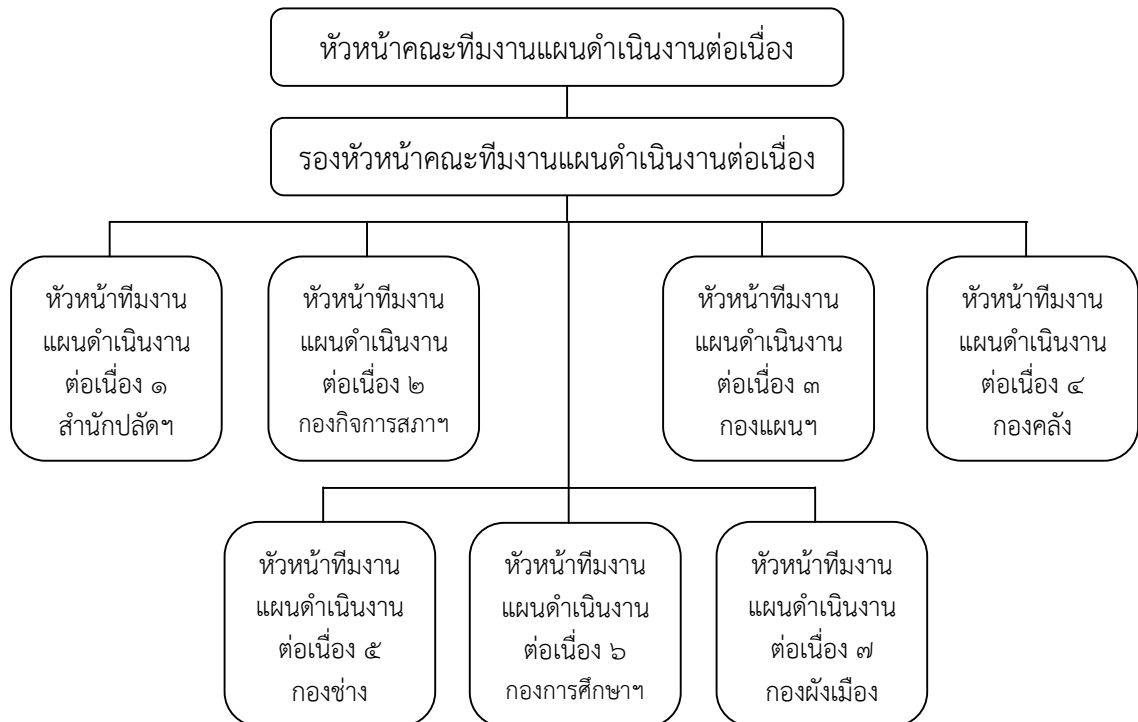 หัวหน้าคณะทีมงานแผนดำเนินงานต่อเนื่อง
รองหัวหน้าคณะทีมงานแผนดำเนินงานต่อเนื่อง
หัวหน้าทีมงาน
แผนดำเนินงาน
ต่อเนื่อง ๑
สำนักปลัดฯ
หัวหน้าทีมงาน
แผนดำเนินงาน
ต่อเนื่อง ๒
กองกิจการสภาฯ
หัวหน้าทีมงาน
แผนดำเนินงาน
ต่อเนื่อง ๓
กองแผนฯ
หัวหน้าทีมงาน
แผนดำเนินงาน
ต่อเนื่อง ๔
กองคลัง
หัวหน้าทีมงาน
แผนดำเนินงาน
ต่อเนื่อง ๕
กองช่าง
หัวหน้าทีมงาน
แผนดำเนินงาน
ต่อเนื่อง ๖
กองการศึกษาฯ
หัวหน้าทีมงาน
แผนดำเนินงาน
ต่อเนื่อง ๗
กองผังเมือง